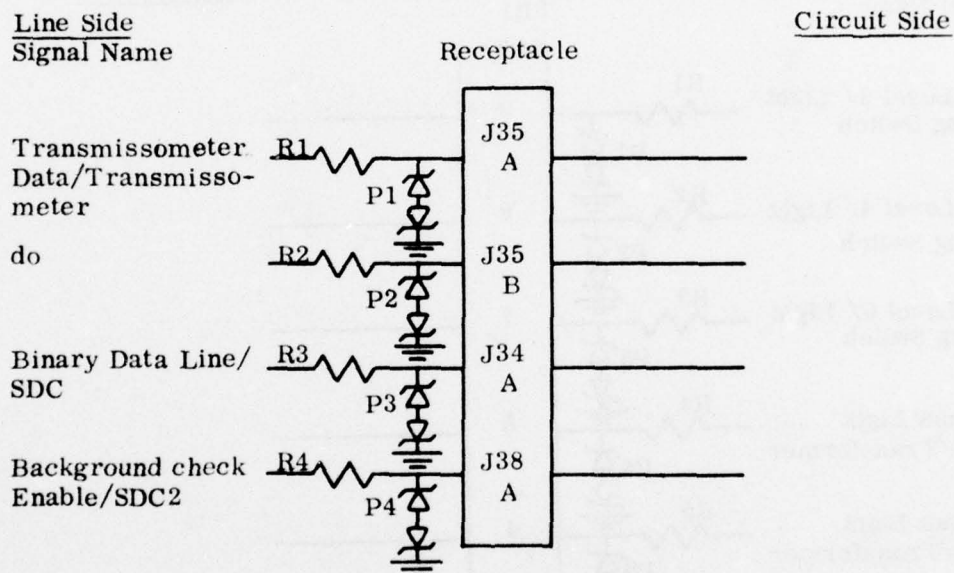 Line Side
Circuit Side
Signal Name
Receptacle
Transmissometer
Data/Transmisso-
meter
R1
P1
J35
A
do
R2
P2
J35
B
Binary Data Line/
SDC
R3
P3
J34
A
Background check
Enable/SDC2
R4
P4
J38
A